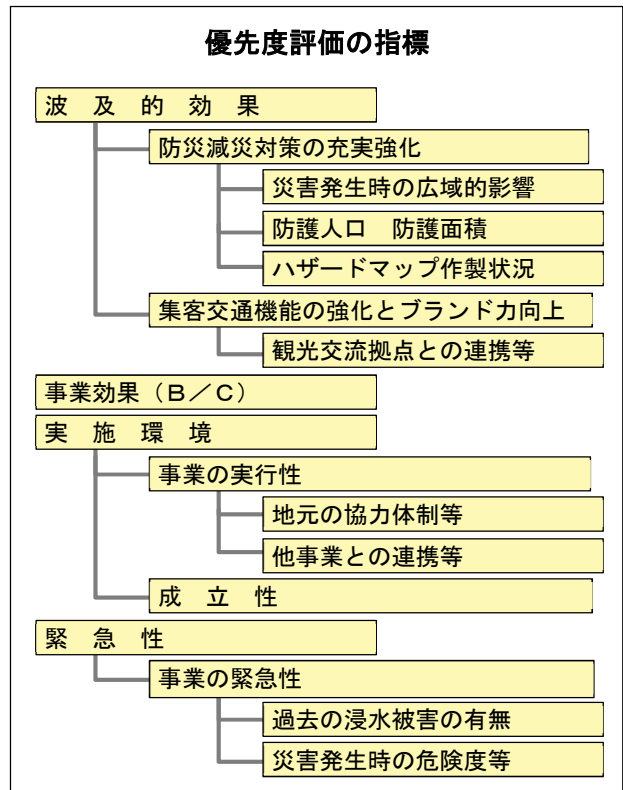 優先度評価の指標
波及的効果
防災減災対策の充実強化
災害発生時の広域的影響
防護人口　防護面積
ハザードマップ作製状況
集客交通機能の強化とブランド力向上
観光交流拠点との連携等
事業効果（Ｂ／Ｃ）
実施環境
事業の実行性
地元の協力体制等
他事業との連携等
成立性
緊急性
事業の緊急性
過去の浸水被害の有無
災害発生時の危険度等